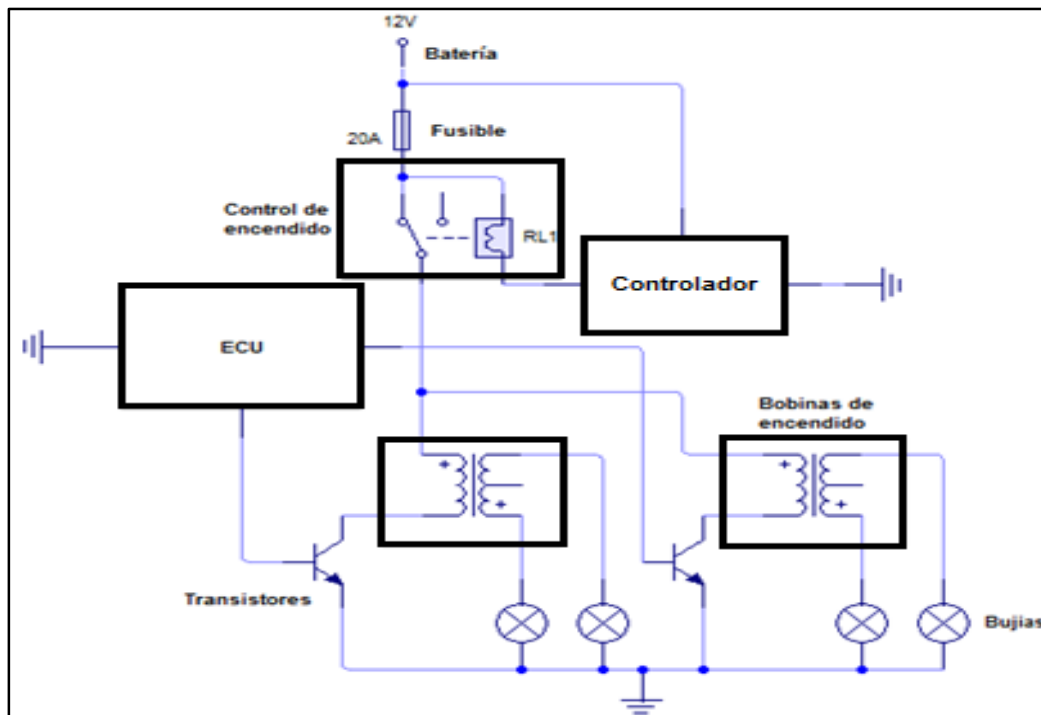 12V
Batería
20A
Fusible
Control de
encendido
RL1
Controlador
ECU
Bobinas de
encendido
Transistores
Bujias